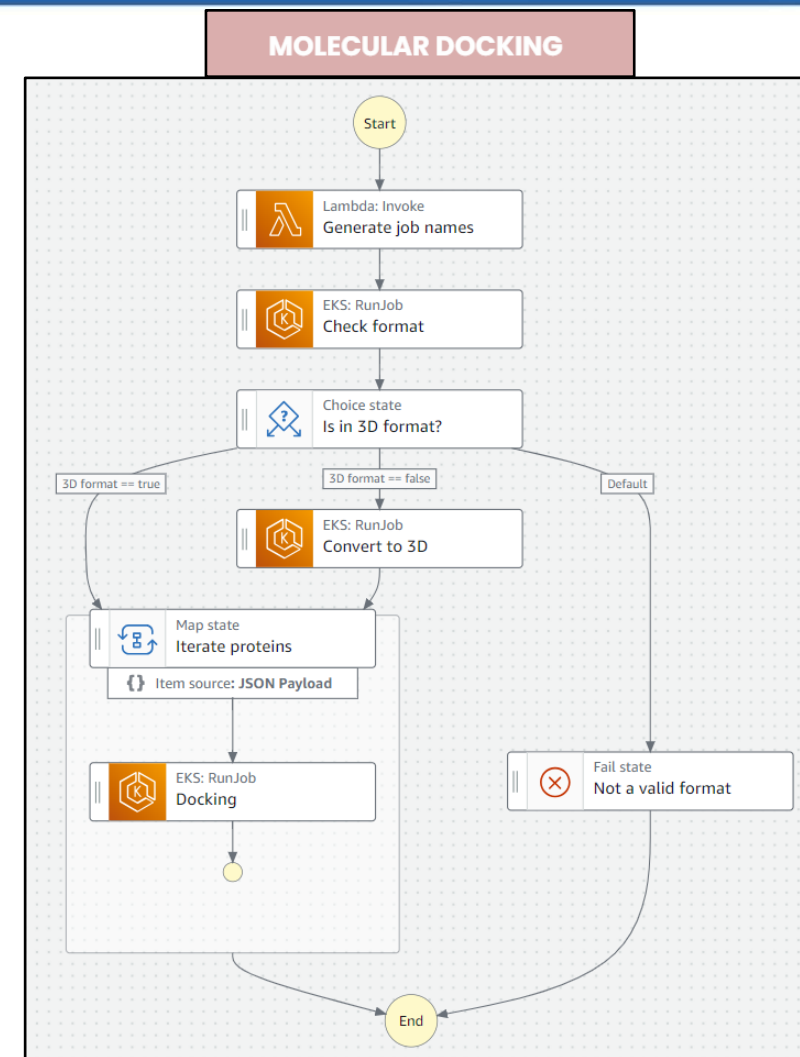 MOLECULAR DOCKING
Start
Lambda: Invoke
Generate job names
EKS: RunJob
Check format
Choice state
Is in 3D format?
3D format == true
3D format == false
Default
EKS: RunJob
Convert to 3D
Map state
Iterate proteins
{} Item source: JSON Payload
EKS: RunJob
Docking
Fail state
Not a valid format
End